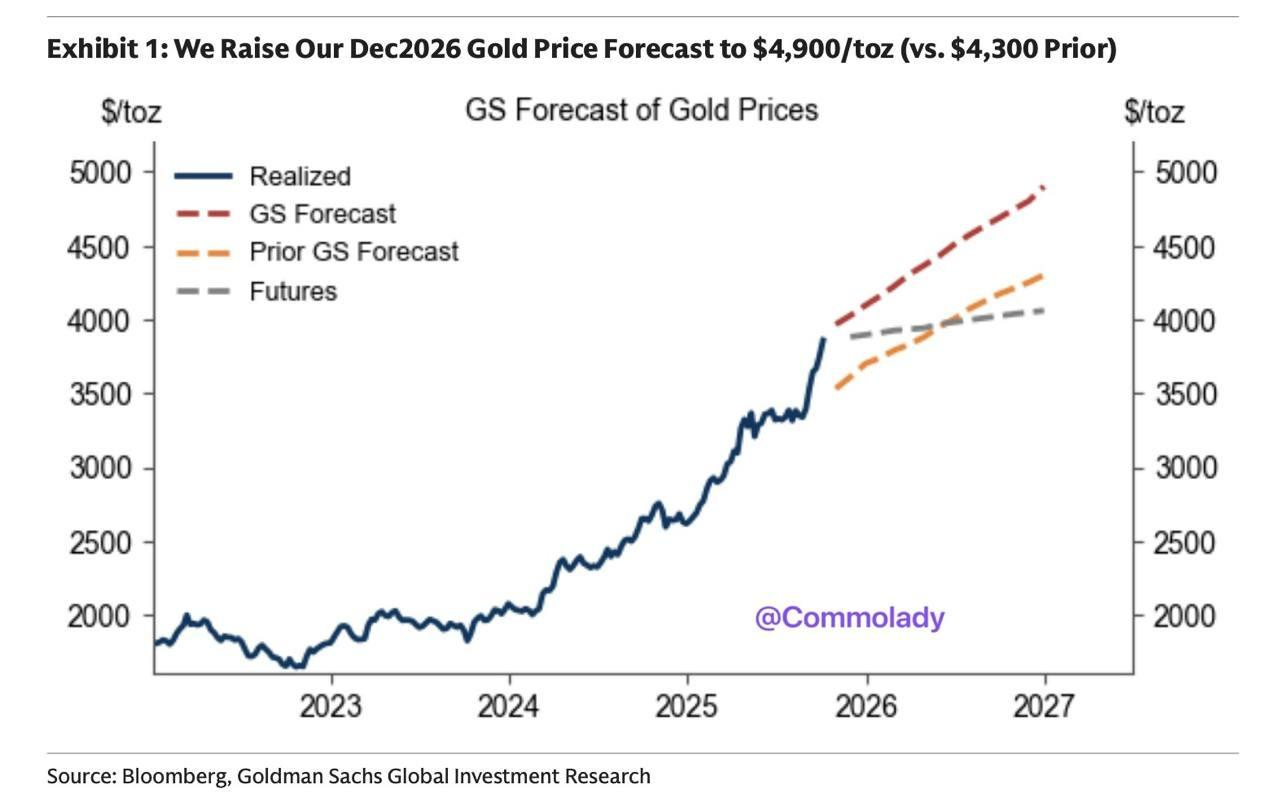 Exhibit 1: We Raise Our Dec2026 Gold Price Forecast to $4,900/toz (vs. $4,300 Prior)
$/toz
GS Forecast of Gold Prices
$/toz
Realized
GS Forecast
Prior GS Forecast
Futures
5000
4500
4000
3500
3000
2500
2000
5000
4500
4000
3500
3000
2500
2000
@Commolady
2023
2024
2025
2026
2027
Source: Bloomberg, Goldman Sachs Global Investment Research